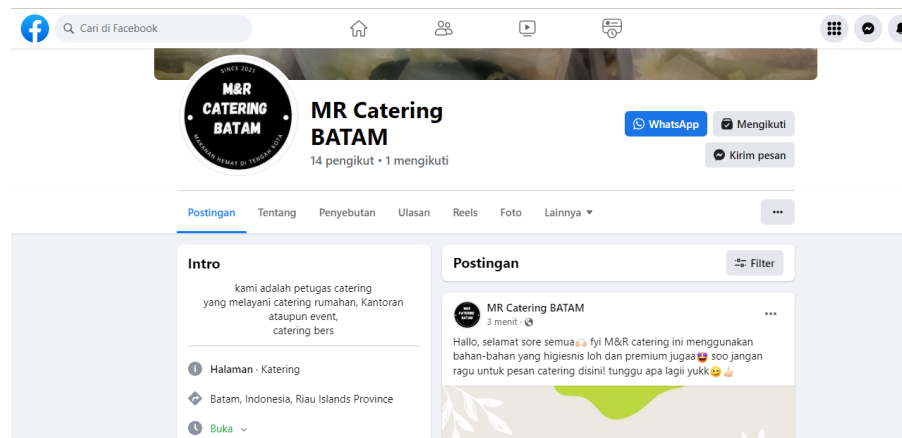 Cari di Facebook
SINCE 2021
M&R
CATERING
BATAM
MAKANAN HEMAT DI TENGAH KOTA
MR Catering
BATAM
14 pengikut • 1 mengikuti
WhatsApp
Mengikuti
Kirim pesan
Postingan
Tentang
Penyebutan
Ulasan
Reels
Foto
Lainnya
Intro
kami adalah petugas catering
yang melayani catering rumahan, Kantoran
ataupun event,
catering bers
Halaman · Katering
Batam, Indonesia, Riau Islands Province
Buka
Postingan
Filter
MR Catering BATAM
3 menit ·
Hallo, selamat sore semua🙌🏻 fyi M&R catering ini menggunakan
bahan-bahan yang higiesnis loh dan premium jugaa🤩 soo jangan
ragu untuk pesan catering disini! tunggu apa lagii yukk😉👍🏻